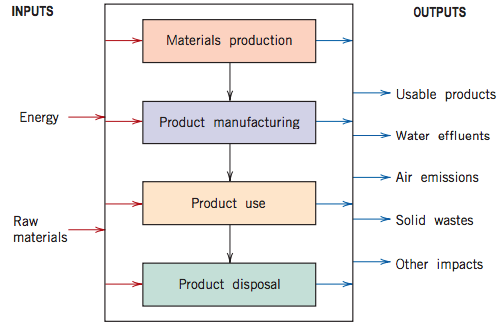 INPUTS
OUTPUTS
Materials production
Usable products
Energy
Product manufacturing
Water effluents
Air emissions
Product use
Raw
materials
Solid wastes
Other impacts
Product disposal